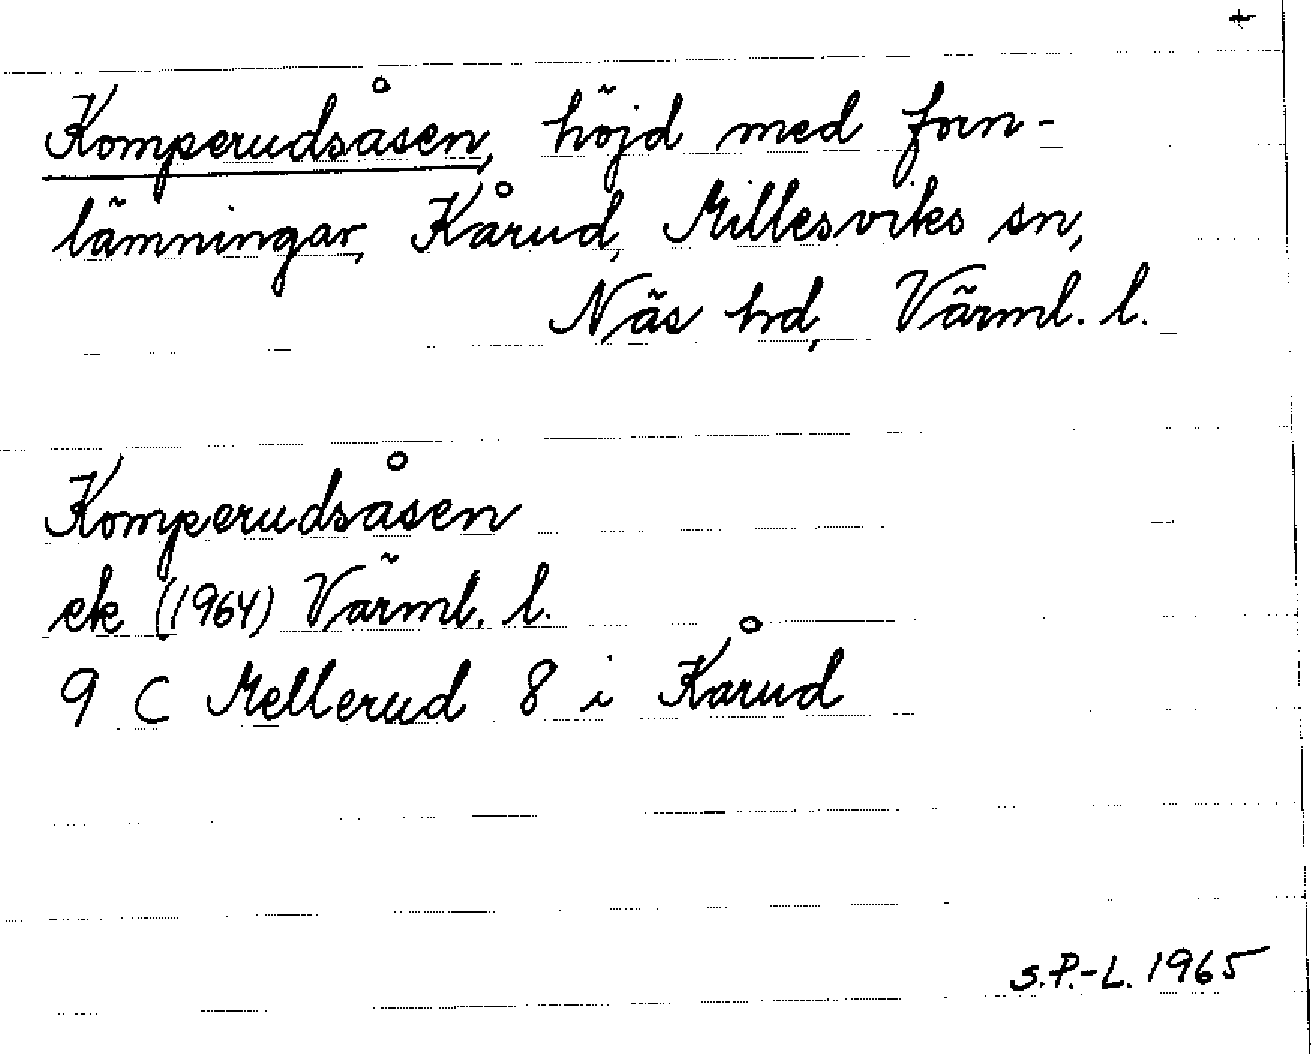 +
Komperudsåsen, höjd med forn-
lämningar, Kårud, Millesviks sn,
Näs hd, Värml. l.
Komperudsåsen
ek (1964) Värml. l.
9 C Mellerud 8 i Kårud
S.P.-L. 1965